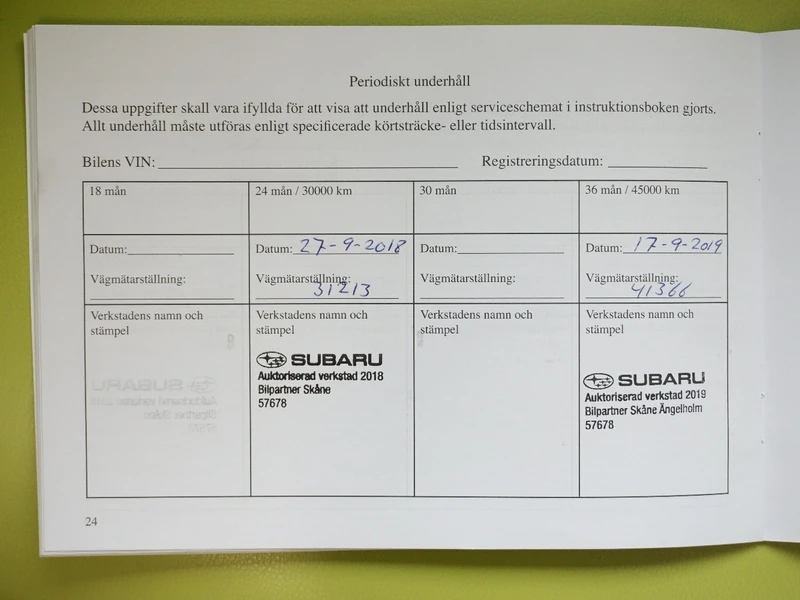 Periodiskt underhåll
Dessa uppgifter skall vara ifyllda för att visa att underhåll enligt serviceschemat i instruktionsboken gjorts.
Allt underhåll måste utföras enligt specificerade körtsträcke- eller tidsintervall.
Bilens VIN: Registreringsdatum:
18 mån
Datum:
Vägmätarställning:
Verkstadens namn och
stämpel
24 mån / 30000 km
Datum: 27-9-2018
Vägmätarställning:
31213
Verkstadens namn och
stämpel
SUBARU
Auktoriserad verkstad 2018
Bilpartner Skåne
57678
30 mån
Datum:
Vägmätarställning:
Verkstadens namn och
stämpel
36 mån / 45000 km
Datum: 17-9-2019
Vägmätarställning:
41366
Verkstadens namn och
stämpel
SUBARU
Auktoriserad verkstad 2019
Bilpartner Skåne Ängelholm
57678
24